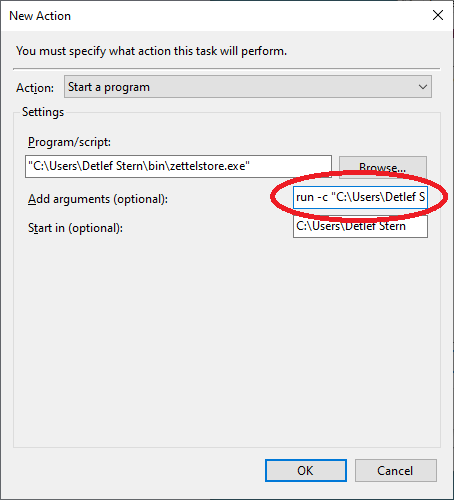 New Action
You must specify what action this task will perform.
Action: Start a program
Settings
Program/script:
"C:\Users\Detlef Stern\bin\zettelstore.exe" Browse...
Add arguments (optional): run -c "C:\Users\Detlef S
Start in (optional): C:\Users\Detlef Stern
OK Cancel